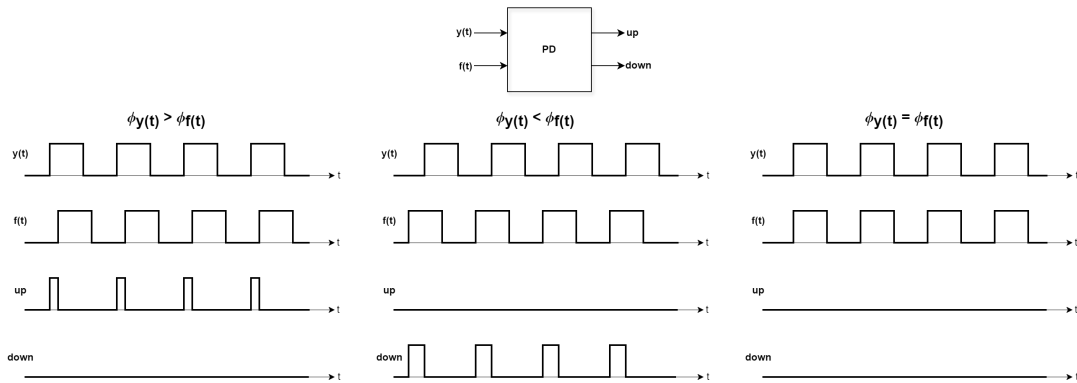 y(t)
up
PD
f(t)
down
ϕy(t) > ϕf(t)
y(t)
t
f(t)
t
up
t
down
t
ϕy(t) < ϕf(t)
y(t)
t
f(t)
t
up
t
down
t
ϕy(t) = ϕf(t)
y(t)
t
f(t)
t
up
t
down
t